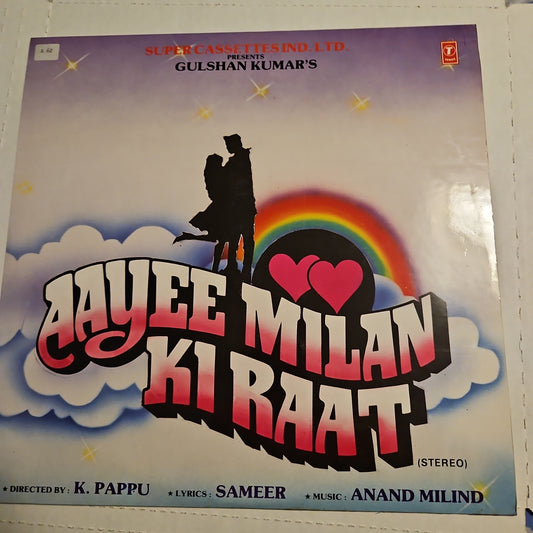 SUPER CASSETTES IND. LTD.
PRESENTS
GULSHAN KUMAR'S
T
AAYEE MILAN
KI RAAT
(STEREO)
★ DIRECTED BY : K. PAPPU ★ LYRICS : SAMEER ★ MUSIC : ANAND MILIND